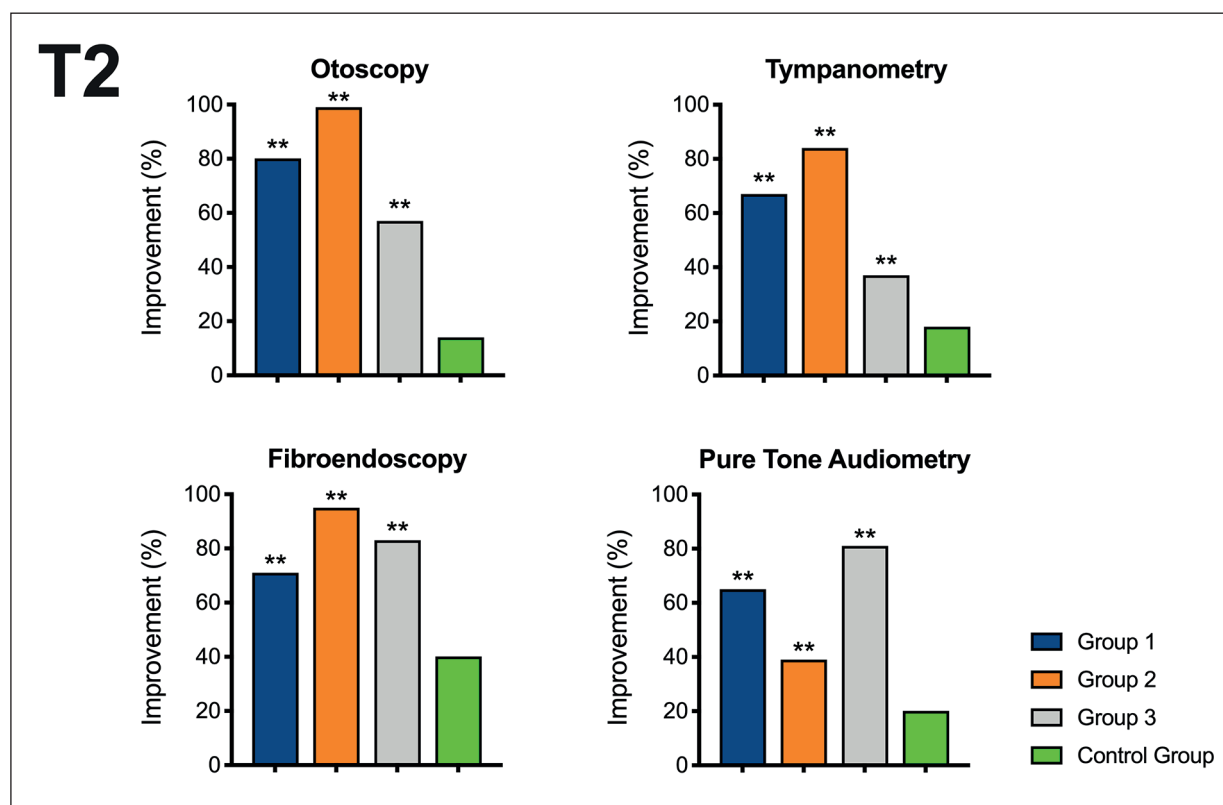 T2
Otoscopy
Improvement (%)
100
80
60
40
20
0
**
**
**
Tympanometry
Improvement (%)
100
80
60
40
20
0
**
**
**
Fibroendoscopy
Improvement (%)
100
80
60
40
20
0
**
**
**
Pure Tone Audiometry
Improvement (%)
100
80
60
40
20
0
**
**
**
Group 1
Group 2
Group 3
Control Group